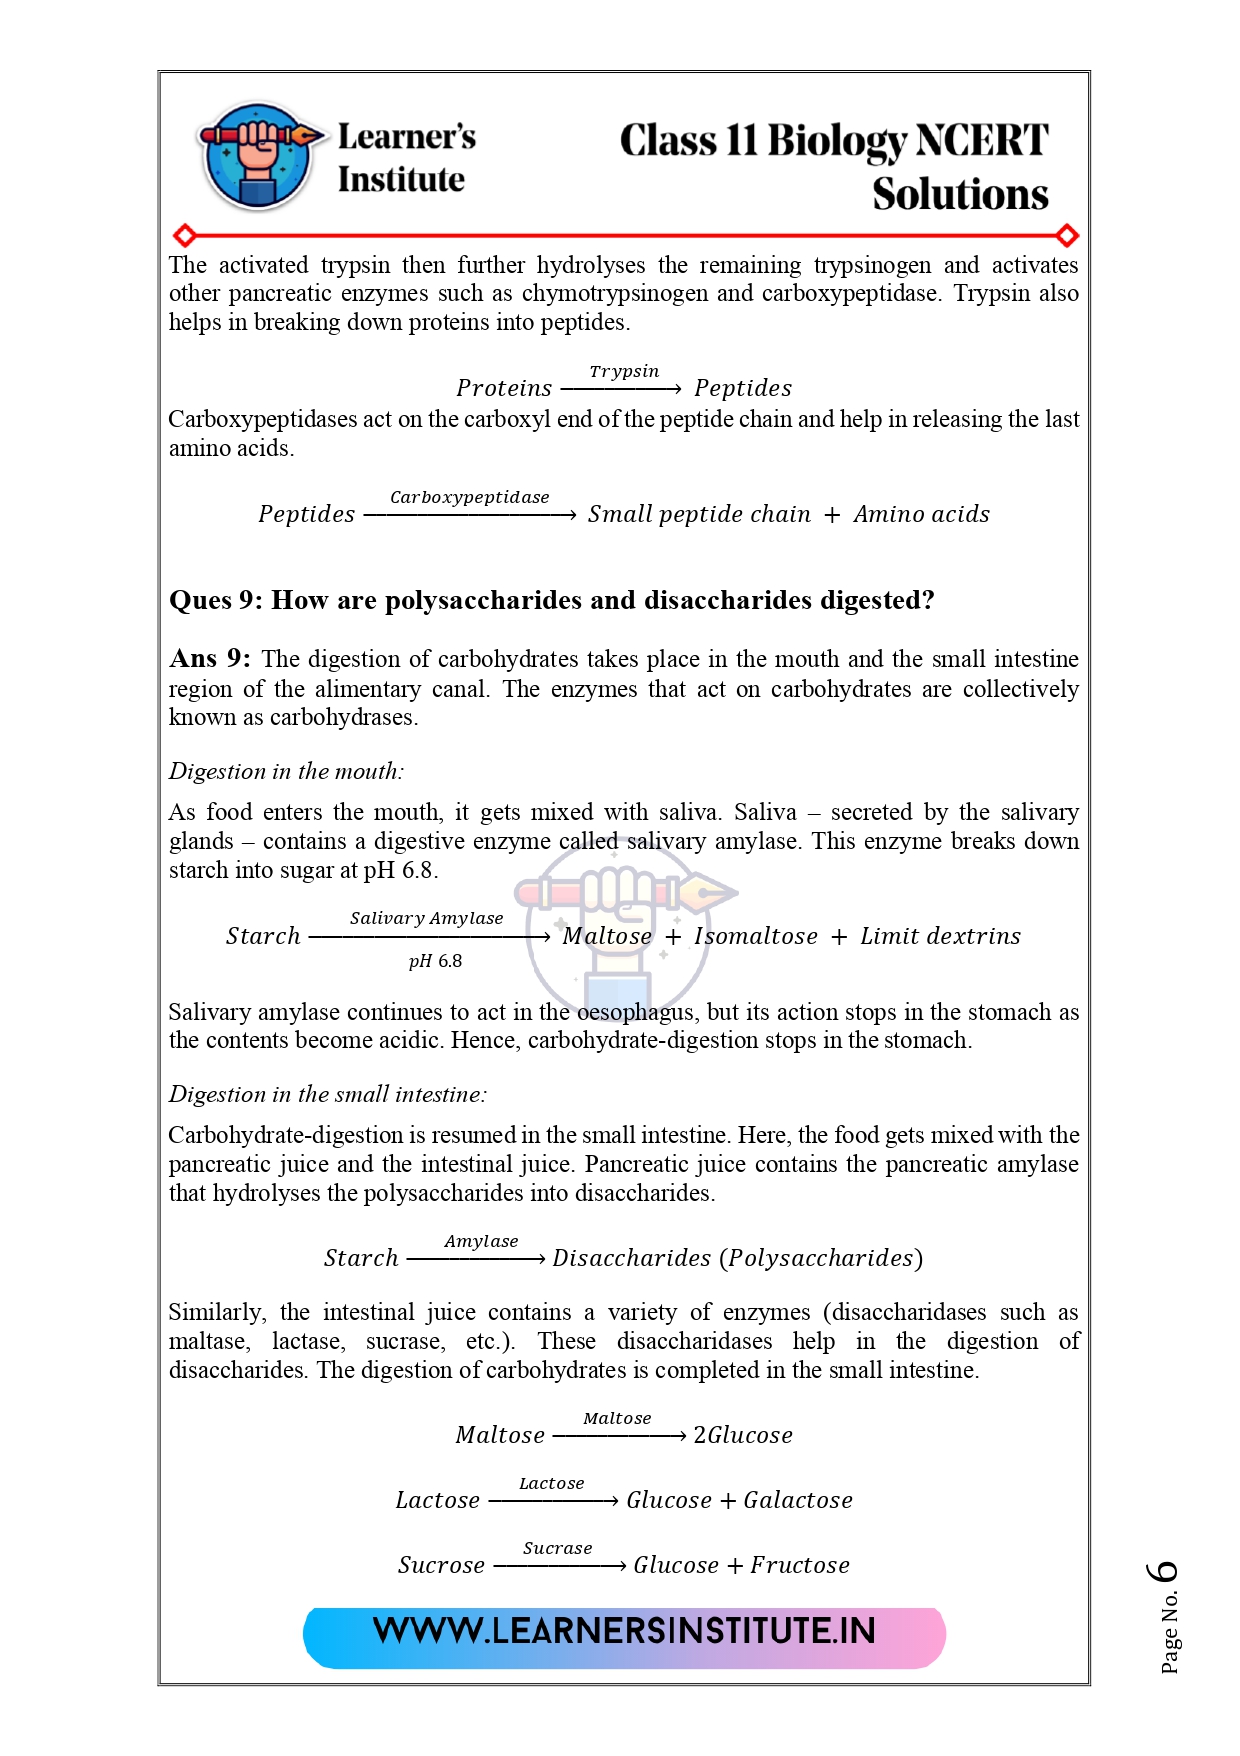 Learner's
Institute
Class 11 Biology NCERT
Solutions
The activated trypsin then further hydrolyses the remaining trypsinogen and activates
other pancreatic enzymes such as chymotrypsinogen and carboxypeptidase. Trypsin also
helps in breaking down proteins into peptides.
Trypsin
Proteins ⟶ Peptides
Carboxypeptidases act on the carboxyl end of the peptide chain and help in releasing the last
amino acids.
Carboxypeptidase
Peptides ⟶ Small peptide chain + Amino acids
Ques 9: How are polysaccharides and disaccharides digested?
Ans 9: The digestion of carbohydrates takes place in the mouth and the small intestine
region of the alimentary canal. The enzymes that act on carbohydrates are collectively
known as carbohydrases.
Digestion in the mouth:
As food enters the mouth, it gets mixed with saliva. Saliva – secreted by the salivary
glands – contains a digestive enzyme called salivary amylase. This enzyme breaks down
starch into sugar at pH 6.8.
Salivary Amylase
Starch ⟶ Maltose + Isomaltose + Limit dextrins
pH 6.8
Salivary amylase continues to act in the oesophagus, but its action stops in the stomach as
the contents become acidic. Hence, carbohydrate-digestion stops in the stomach.
Digestion in the small intestine:
Carbohydrate-digestion is resumed in the small intestine. Here, the food gets mixed with the
pancreatic juice and the intestinal juice. Pancreatic juice contains the pancreatic amylase
that hydrolyses the polysaccharides into disaccharides.
Amylase
Starch ⟶ Disaccharides (Polysaccharides)
Similarly, the intestinal juice contains a variety of enzymes (disaccharidases such as
maltase, lactase, sucrase, etc.). These disaccharidases help in the digestion of
disaccharides. The digestion of carbohydrates is completed in the small intestine.
Maltose
Maltose ⟶ 2Glucose
Lactose
Lactose ⟶ Glucose + Galactose
Sucrase
Sucrose ⟶ Glucose + Fructose
WWW.LEARNERSINSTITUTE.IN
Page No. 6